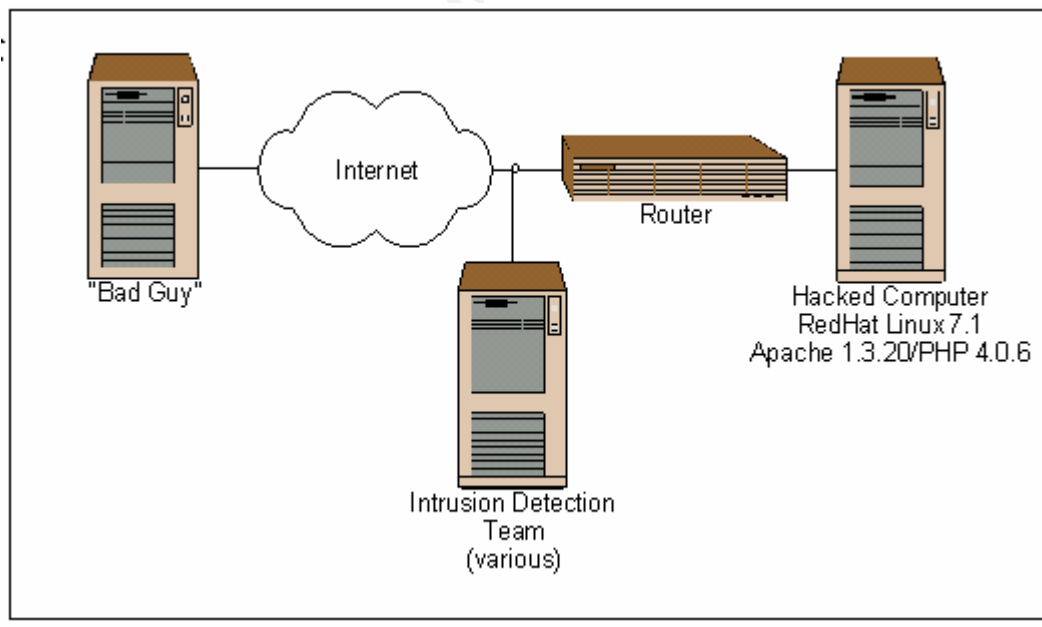 Internet
Router
"Bad Guy"
Hacked Computer
RedHat Linux 7.1
Apache 1.3.20/PHP 4.0.6
Intrusion Detection
Team
(various)